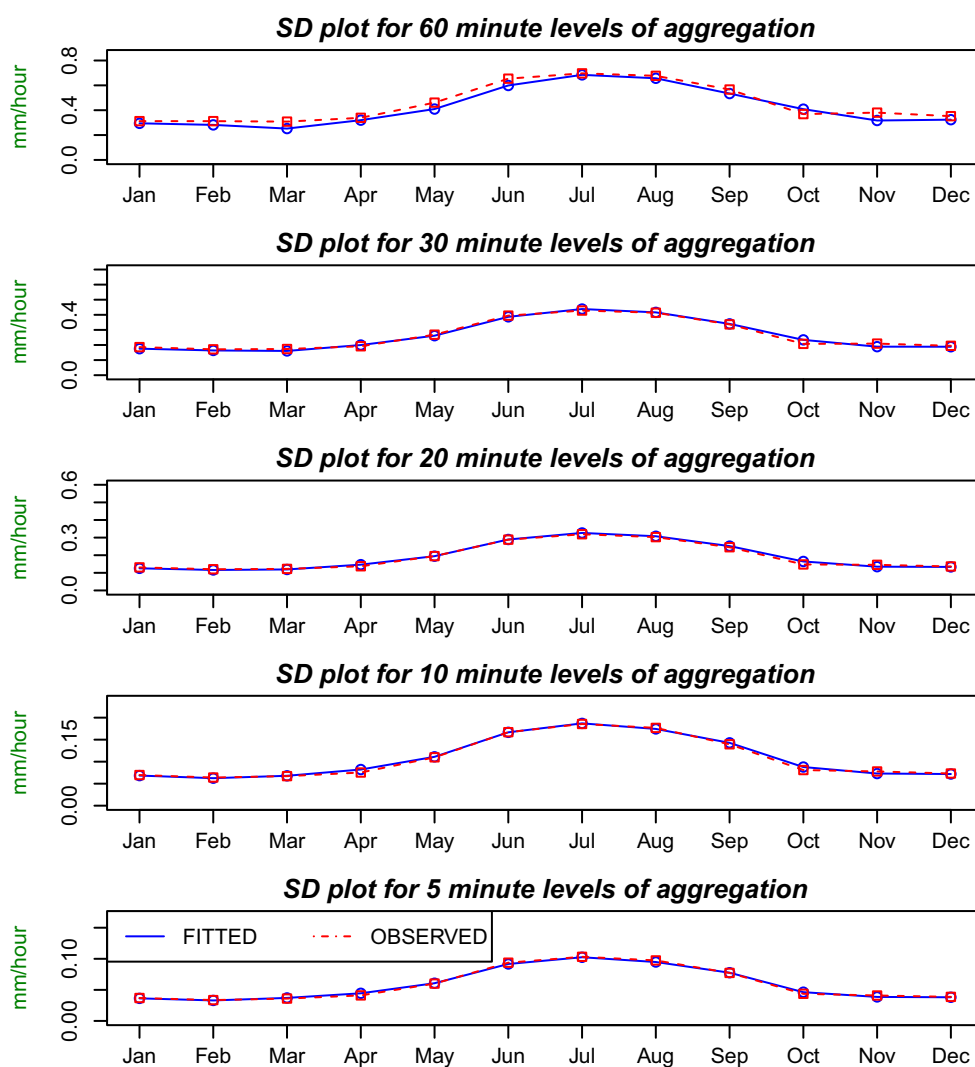 SD plot for 60 minute levels of aggregation
mm/hour
0.8
0.4
0.0
Jan Feb Mar Apr May Jun Jul Aug Sep Oct Nov Dec
SD plot for 30 minute levels of aggregation
mm/hour
0.4
0.0
Jan Feb Mar Apr May Jun Jul Aug Sep Oct Nov Dec
SD plot for 20 minute levels of aggregation
mm/hour
0.6
0.3
0.0
Jan Feb Mar Apr May Jun Jul Aug Sep Oct Nov Dec
SD plot for 10 minute levels of aggregation
mm/hour
0.15
0.00
Jan Feb Mar Apr May Jun Jul Aug Sep Oct Nov Dec
SD plot for 5 minute levels of aggregation
mm/hour
FITTED OBSERVED
0.10
0.00
Jan Feb Mar Apr May Jun Jul Aug Sep Oct Nov Dec